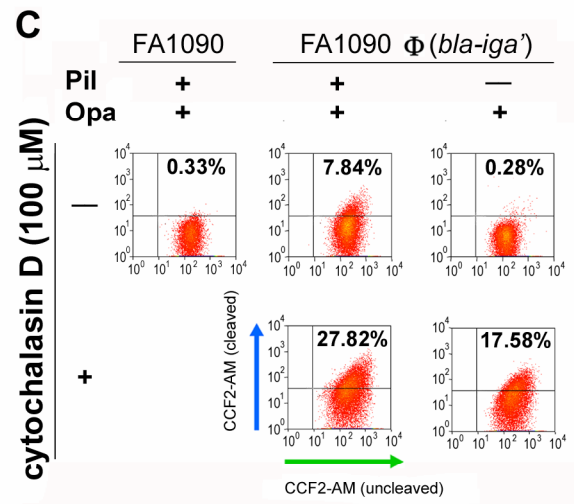 C
FA1090 FA1090 Φ(bla-iga’)
Pil + + —
Opa + + +
cytochalasin D (100 µM)
—
10⁴ 10³ 10² 10¹ 10⁰ 0.33% 10⁰ 10¹ 10² 10³ 10⁴
10⁴ 10³ 10² 10¹ 10⁰ 7.84% 10⁰ 10¹ 10² 10³ 10⁴
10⁴ 10³ 10² 10¹ 10⁰ 0.28% 10⁰ 10¹ 10² 10³ 10⁴
+
CCF2-AM (cleaved)
10⁴ 10³ 10² 10¹ 10⁰ 27.82% 10⁰ 10¹ 10² 10³ 10⁴
10⁴ 10³ 10² 10¹ 10⁰ 17.58% 10⁰ 10¹ 10² 10³ 10⁴
CCF2-AM (uncleaved)